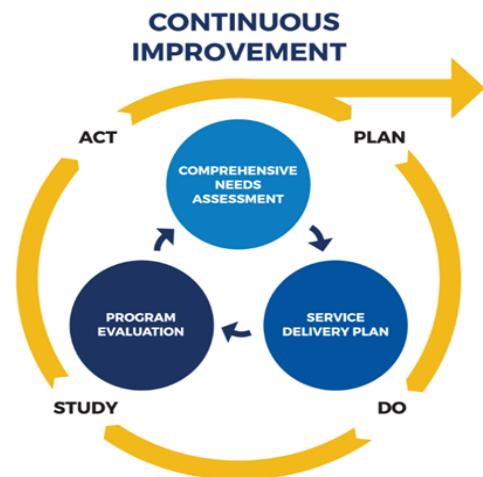 CONTINUOUS
IMPROVEMENT
ACT
PLAN
COMPREHENSIVE
NEEDS
ASSESSMENT
PROGRAM
EVALUATION
SERVICE
DELIVERY PLAN
STUDY
DO